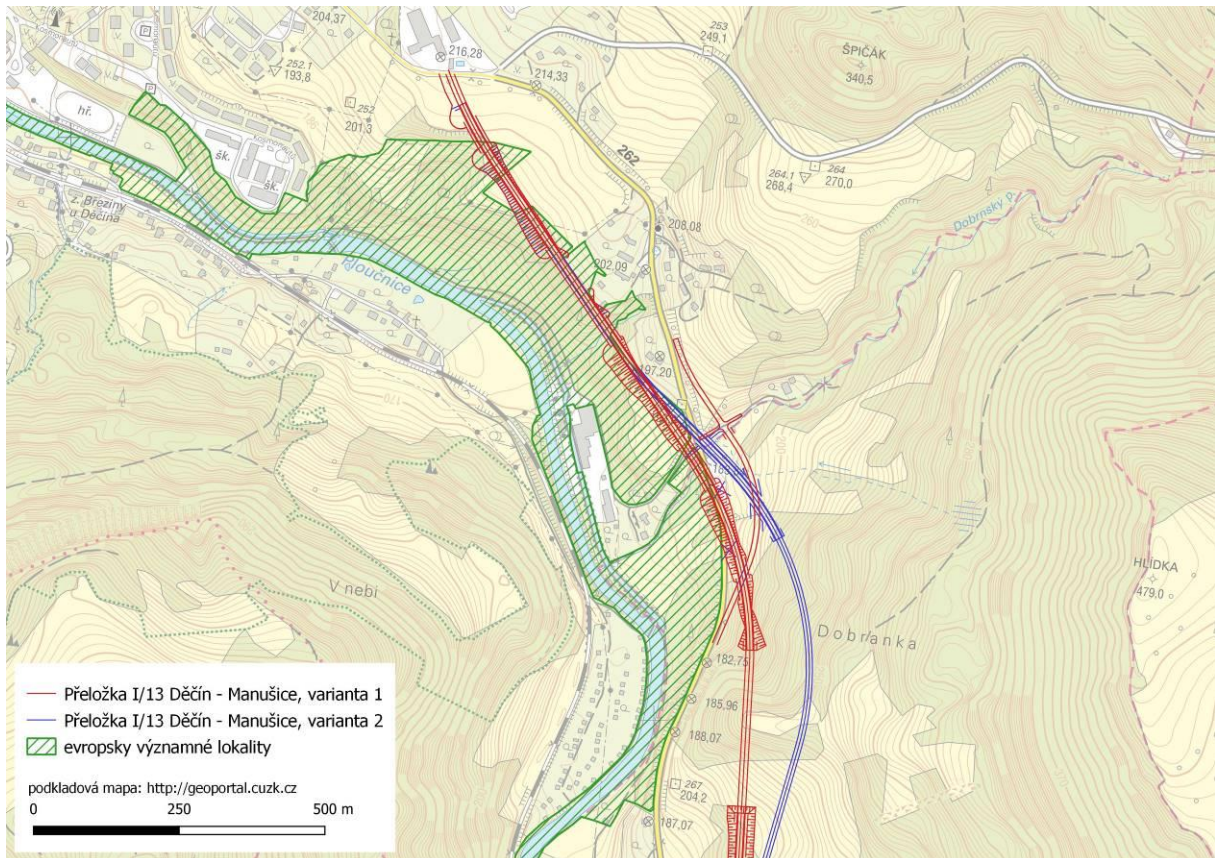 204,37
216,28
253
249,1
ŠPIČÁK
340,5
252.1
193,8
214,33
hř.
252
201,3
262
264
264.1
270,0
268,4
šk.
šk.
z. Březiny
u Děčína
Ploučnice
208,08
Dobrnský p.
202,09
197,20
170
200
HLÍDKA
479.0
V nebi
Dobranka
182,75
185,96
188,07
267
204,2
187,07
Přeložka I/13 Děčín - Manušice, varianta 1
Přeložka I/13 Děčín - Manušice, varianta 2
evropsky významné lokality
podkladová mapa: http://geoportal.cuzk.cz
0 250 500 m